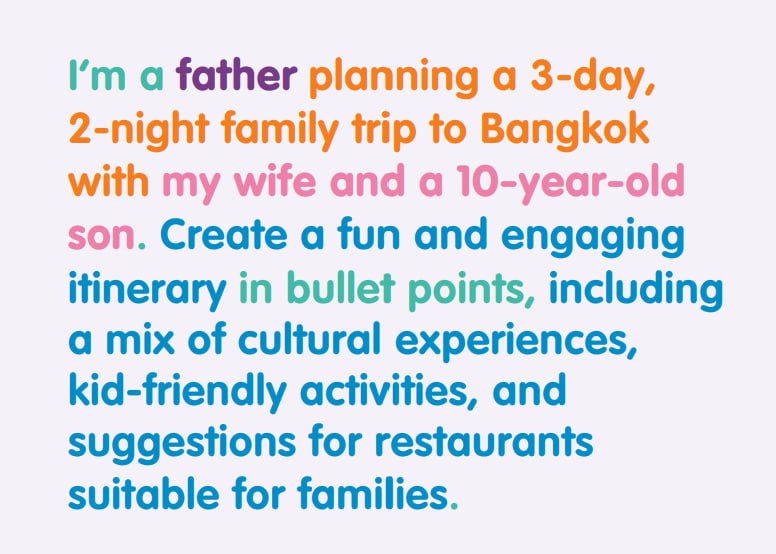 I'm a father planning a 3-day,
2-night family trip to Bangkok
with my wife and a 10-year-old
son. Create a fun and engaging
itinerary in bullet points, including
a mix of cultural experiences,
kid-friendly activities, and
suggestions for restaurants
suitable for families.